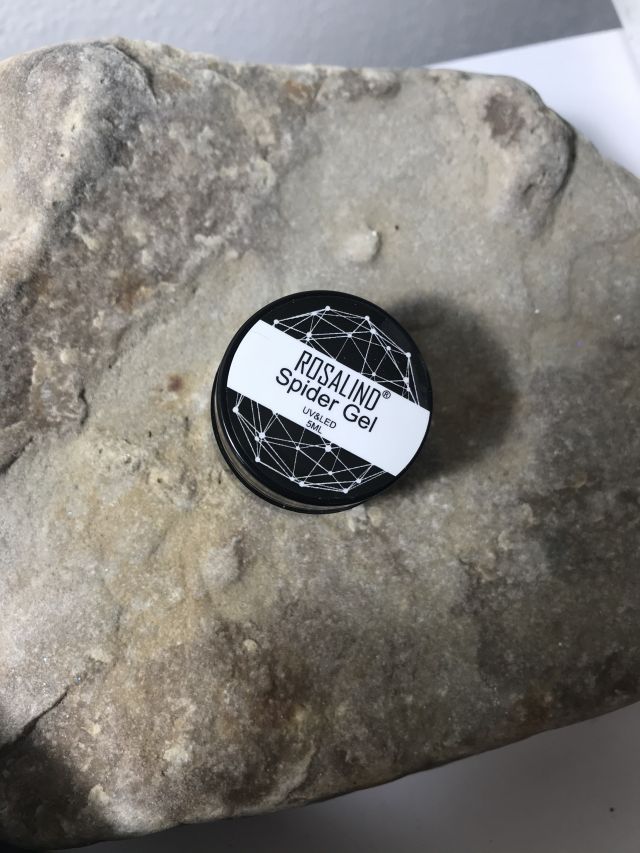 ROSALIND®
Spider Gel
UV&LED
5ML